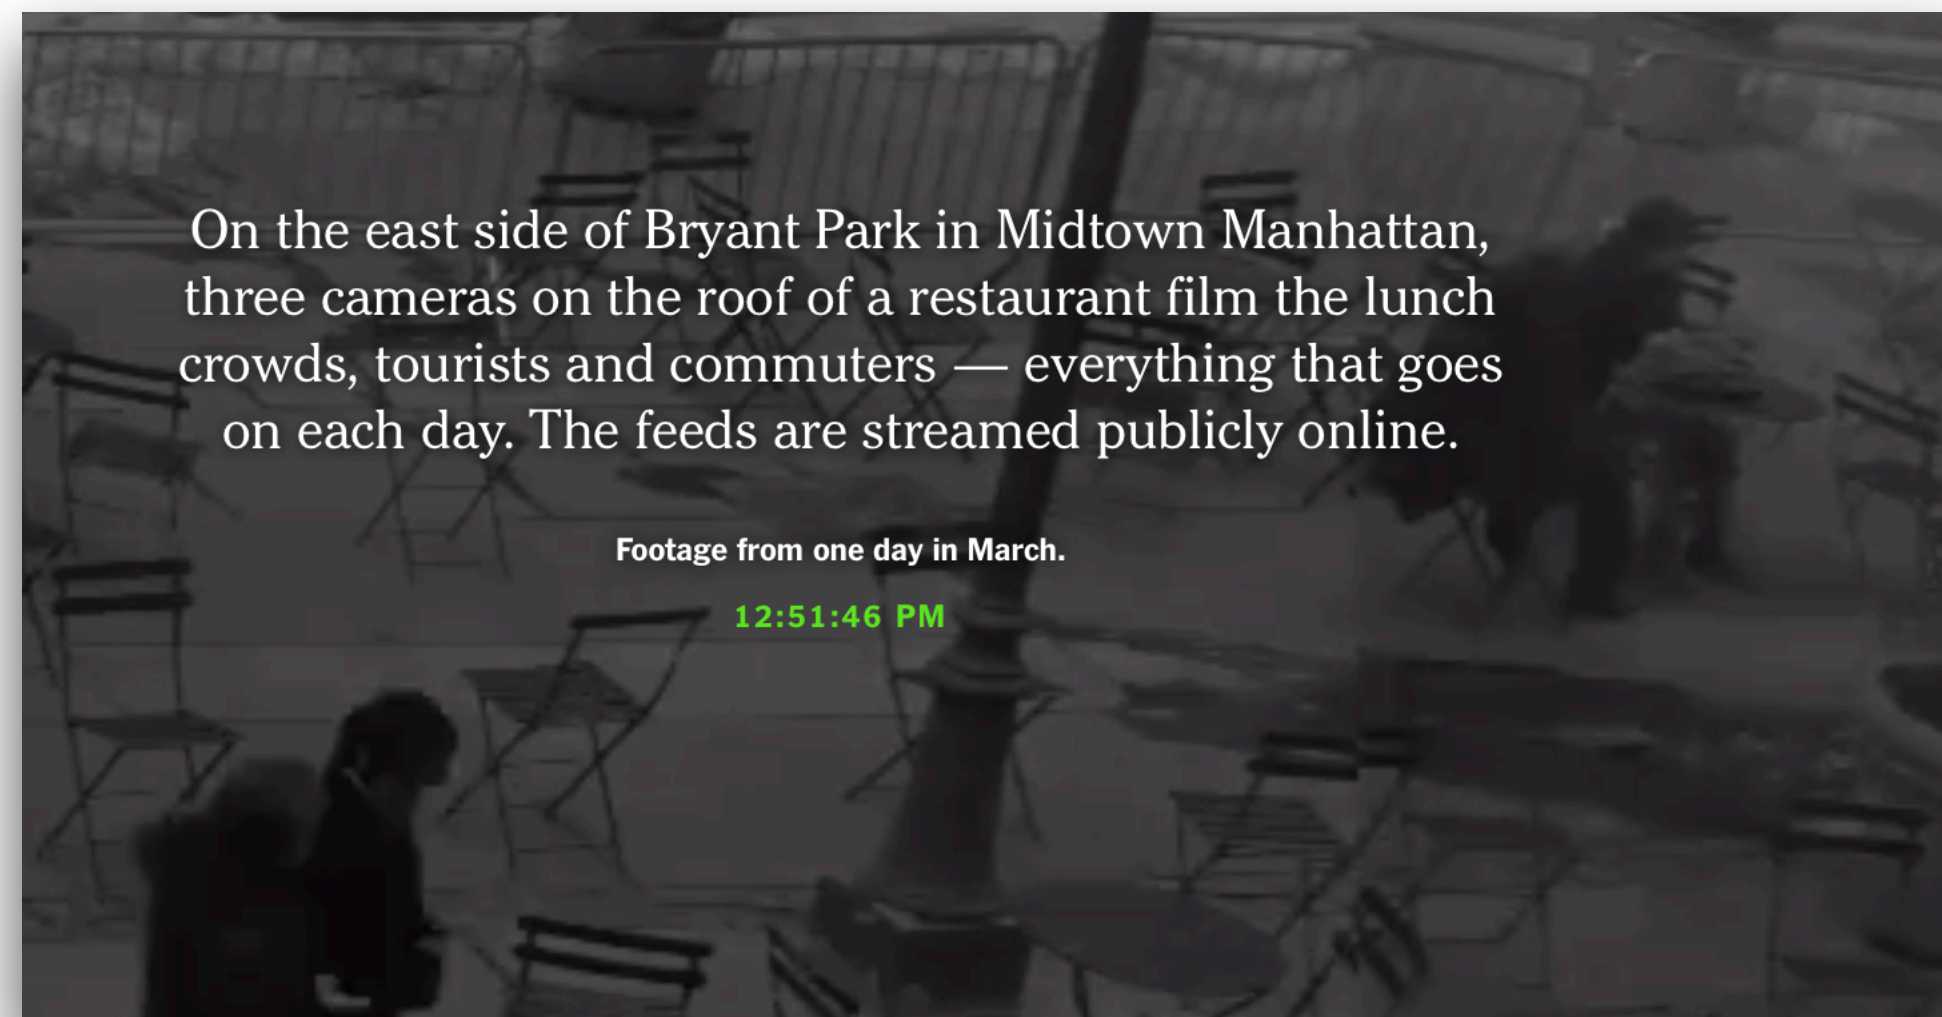 On the east side of Bryant Park in Midtown Manhattan,
three cameras on the roof of a restaurant film the lunch
crowds, tourists and commuters — everything that goes
on each day. The feeds are streamed publicly online.
Footage from one day in March.
12:51:46 PM